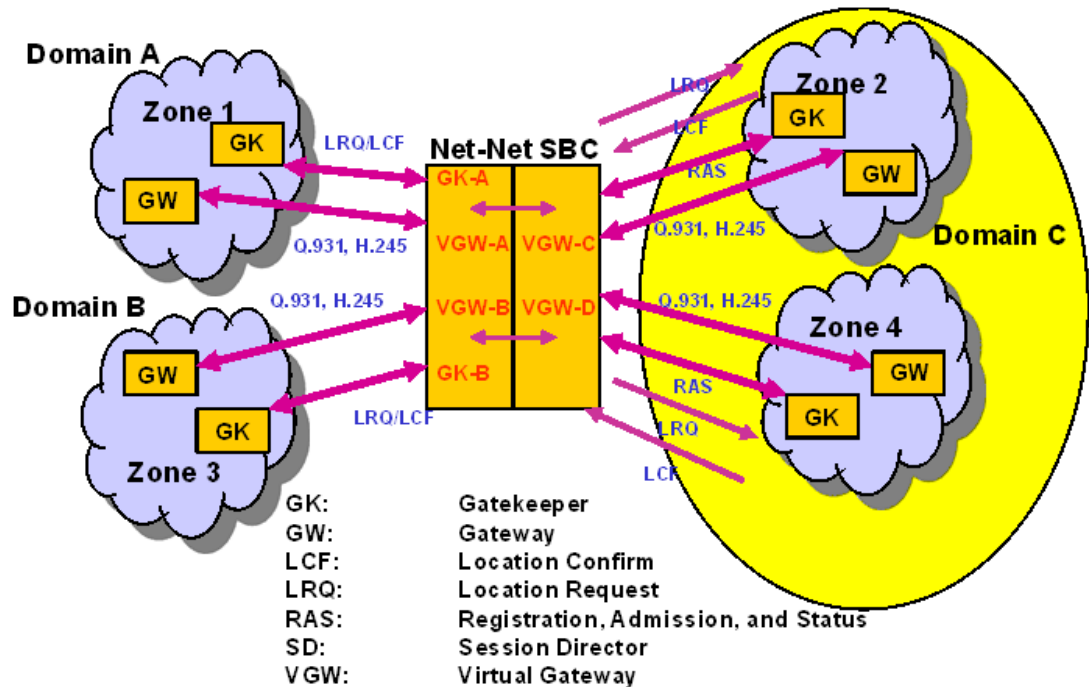 Domain A
Zone 1
GK
GW
LRQ/LCF
Q.931, H.245
Domain B
Q.931, H.245
GW
GK
Zone 3
LRQ/LCF
Net-Net SBC
GK-A
VGW-A
VGW-C
VGW-B
VGW-D
GK-B
LRQ
LCF
RAS
Q.931, H.245
Zone 2
GK
GW
Domain C
Q.931, H.245
Zone 4
GW
GK
RAS
LRQ
LCF
GK: Gatekeeper
GW: Gateway
LCF: Location Confirm
LRQ: Location Request
RAS: Registration, Admission, and Status
SD: Session Director
VGW: Virtual Gateway